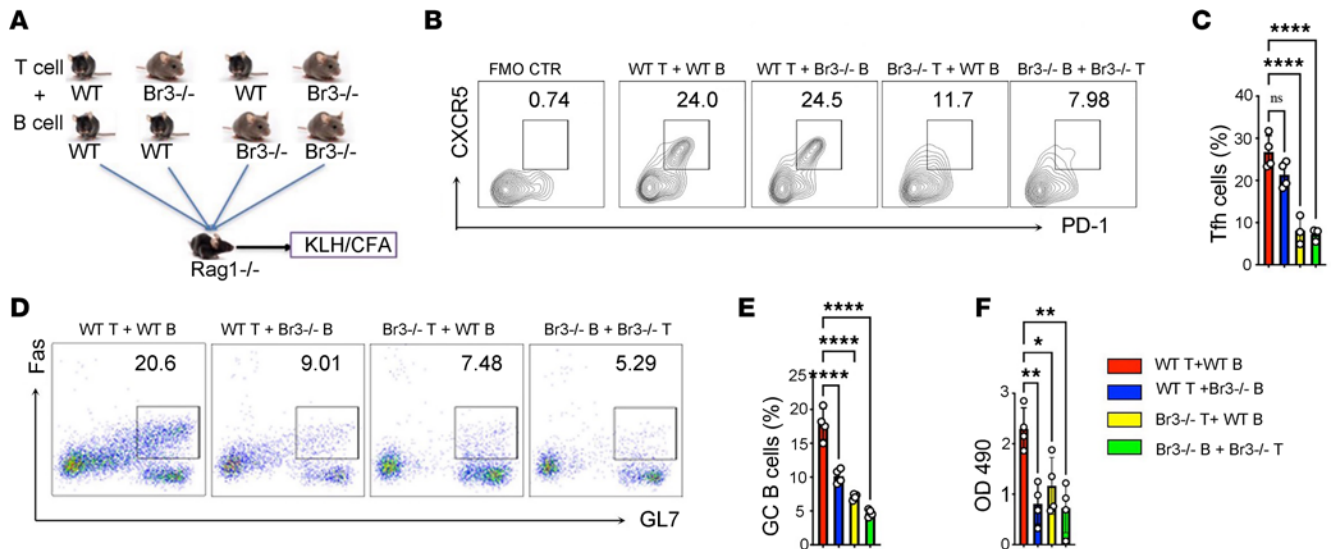 A
T cell
+
B cell
WT Br3-/- WT Br3-/-
WT WT Br3-/- Br3-/-
Rag1-/-
KLH/CFA
B
FMO CTR WT T + WT B WT T + Br3-/- B Br3-/- T + WT B Br3-/- B + Br3-/- T
0.74 24.0 24.5 11.7 7.98
CXCR5
PD-1
C
****
****
ns
40
30
20
10
0
Tfh cells (%)
D
WT T + WT B WT T + Br3-/- B Br3-/- T + WT B Br3-/- B + Br3-/- T
20.6 9.01 7.48 5.29
Fas
GL7
E
****
****
****
25
20
15
10
5
0
GC B cells (%)
F
**
*
**
3
2
1
0
OD 490
WT T+WT B
WT T +Br3-/- B
Br3-/- T+ WT B
Br3-/- B + Br3-/- T